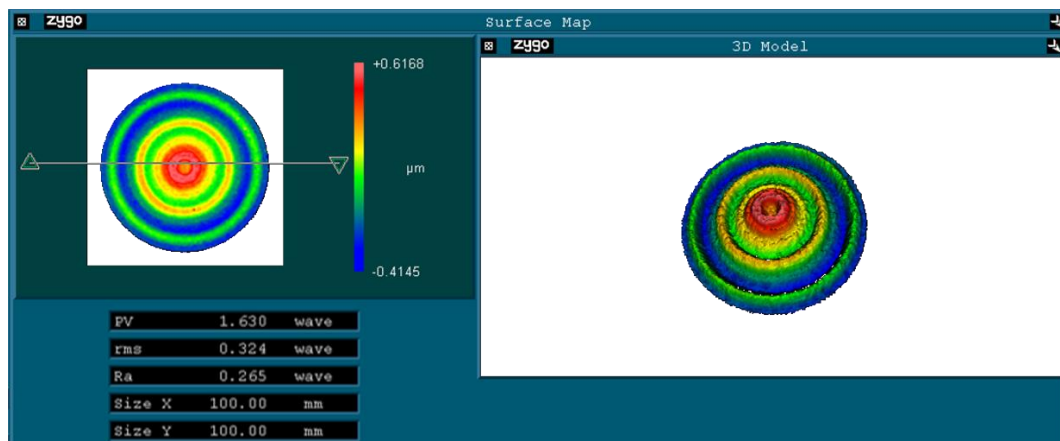 zygo Surface Map
zygo 3D Model
+0.6168
µm
-0.4145
PV 1.630 wave
rms 0.324 wave
Ra 0.265 wave
Size X 100.00 mm
Size Y 100.00 mm